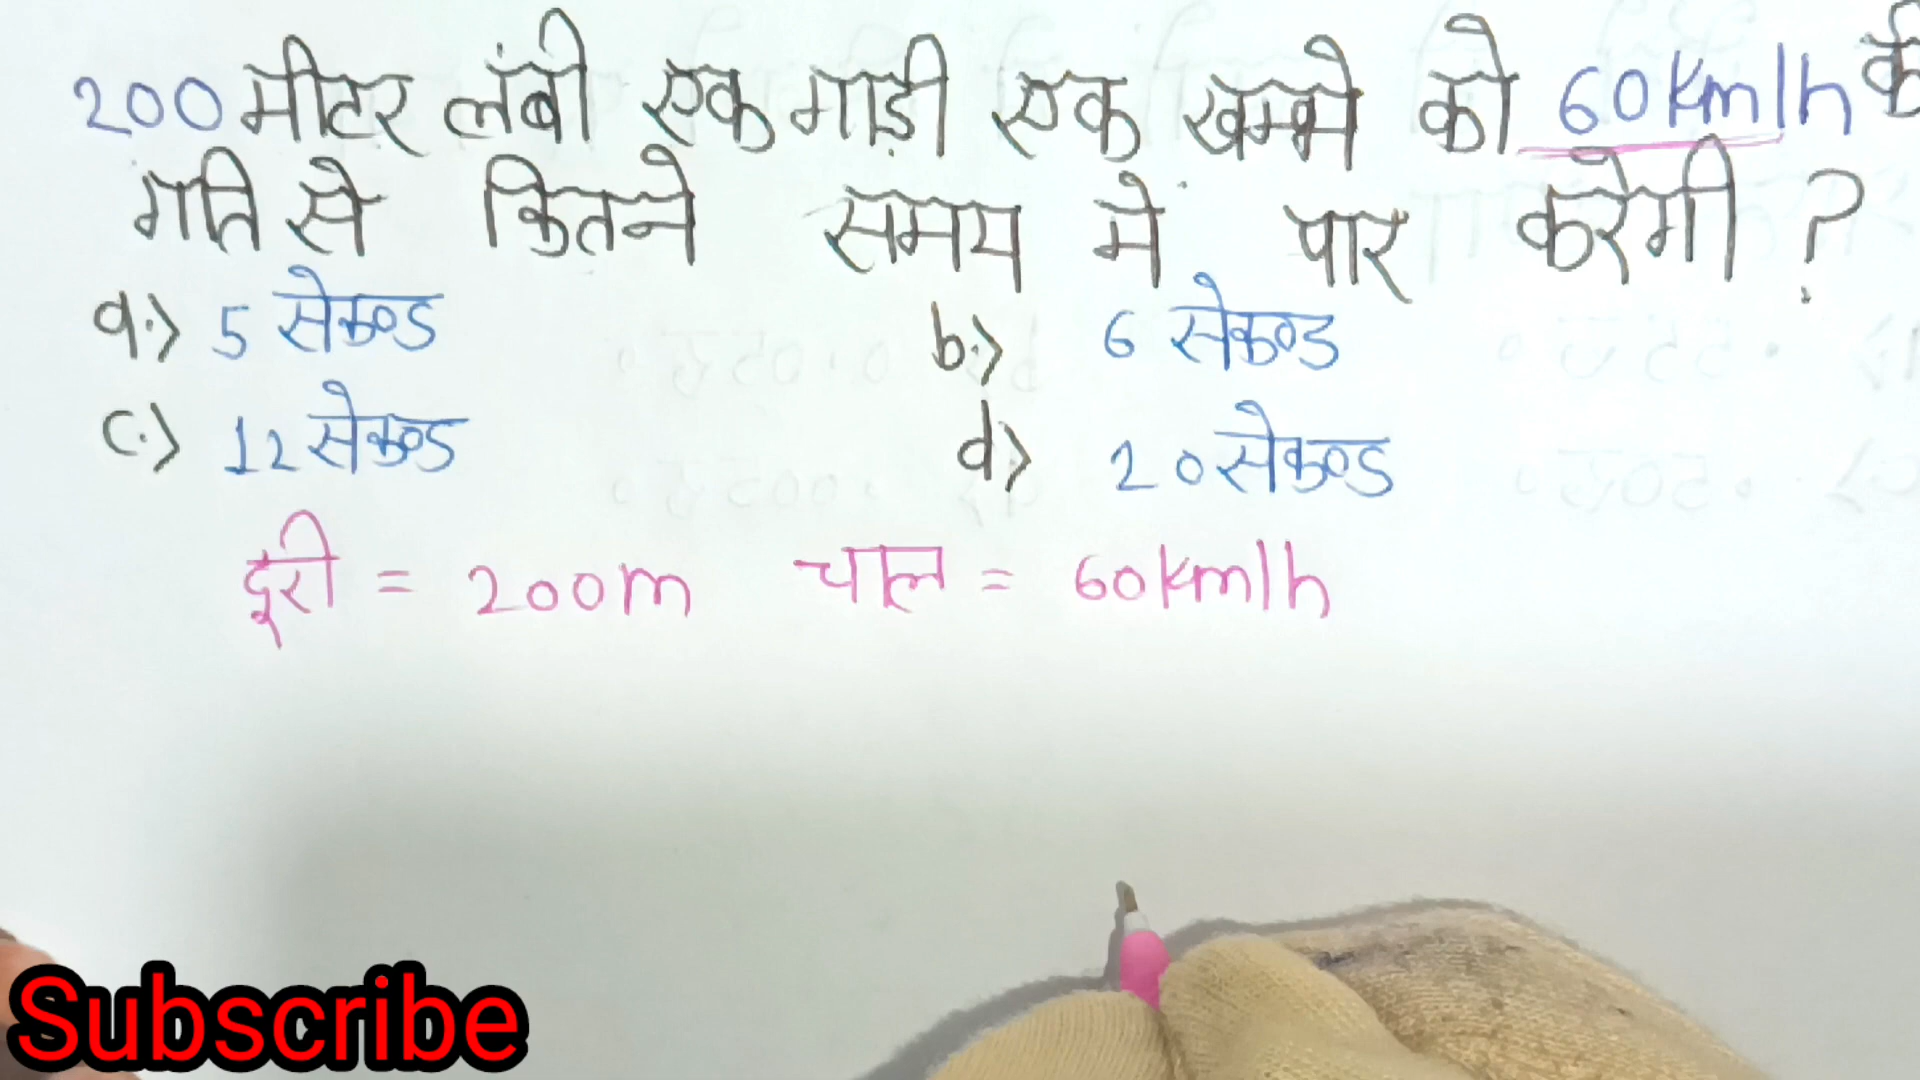 200 मीटर लंबी एक गाड़ी एक खम्भे को 60km/h के
गति से कितने समय मे पार करेगी ?
a.> 5 सेकण्ड b.> 6 सेकण्ड
c.> 12 सेकण्ड d> 20 सेकण्ड
दूरी = 200m चाल = 60km/h
Subscribe